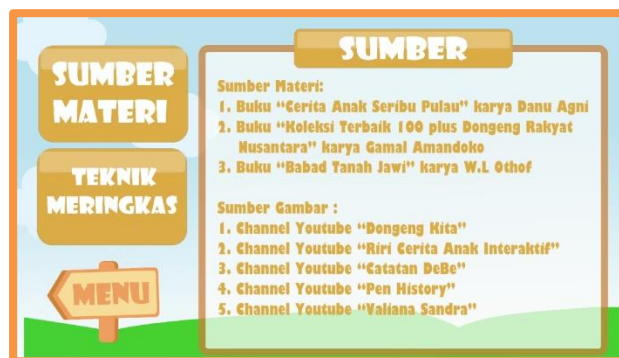 SUMBER
MATERI
TEKNIK
MERINGKAS
MENU
SUMBER
Sumber Materi:
1. Buku “Cerita Anak Seribu Pulau” karya Danu Agni
2. Buku “Koleksi Terbaik 100 plus Dongeng Rakyat
Nusantara” karya Gamal Amandoko
3. Buku “Babad Tanah Jawi” karya W.L Othof
Sumber Gambar :
1. Channel Youtube “Dongeng Kita”
2. Channel Youtube “Riri Cerita Anak Interaktif”
3. Channel Youtube “Catatan DeBe”
4. Channel Youtube “Pen History”
5. Channel Youtube “Valiana Sandra”